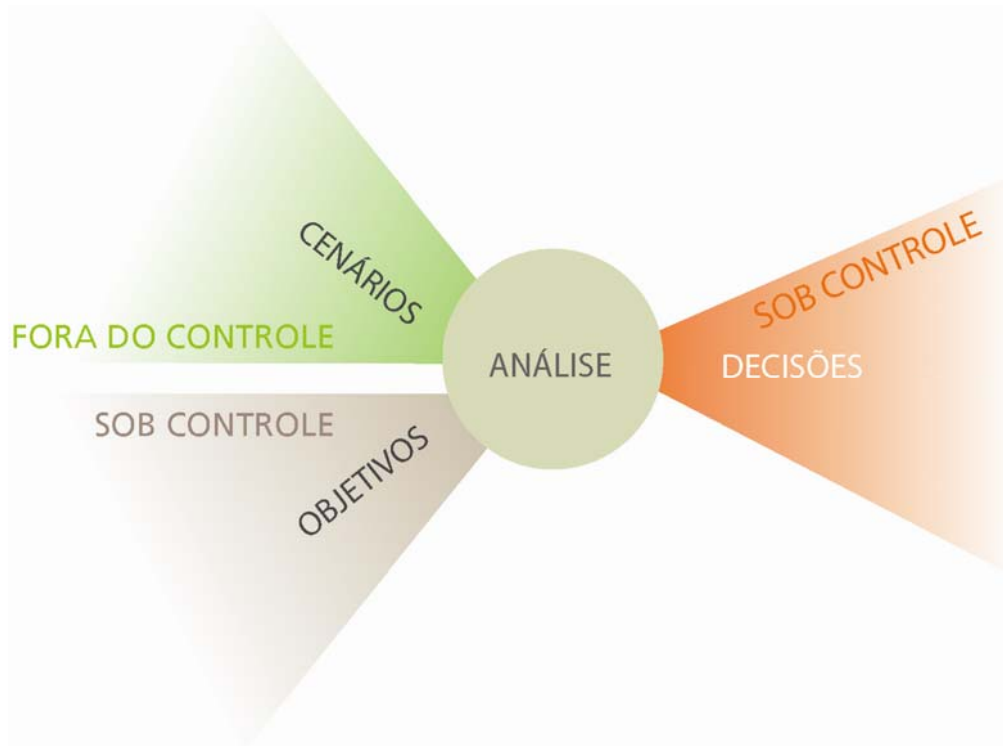 CENÁRIOS
FORA DO CONTROLE
SOB CONTROLE
OBJETIVOS
ANÁLISE
SOB CONTROLE
DECISÕES